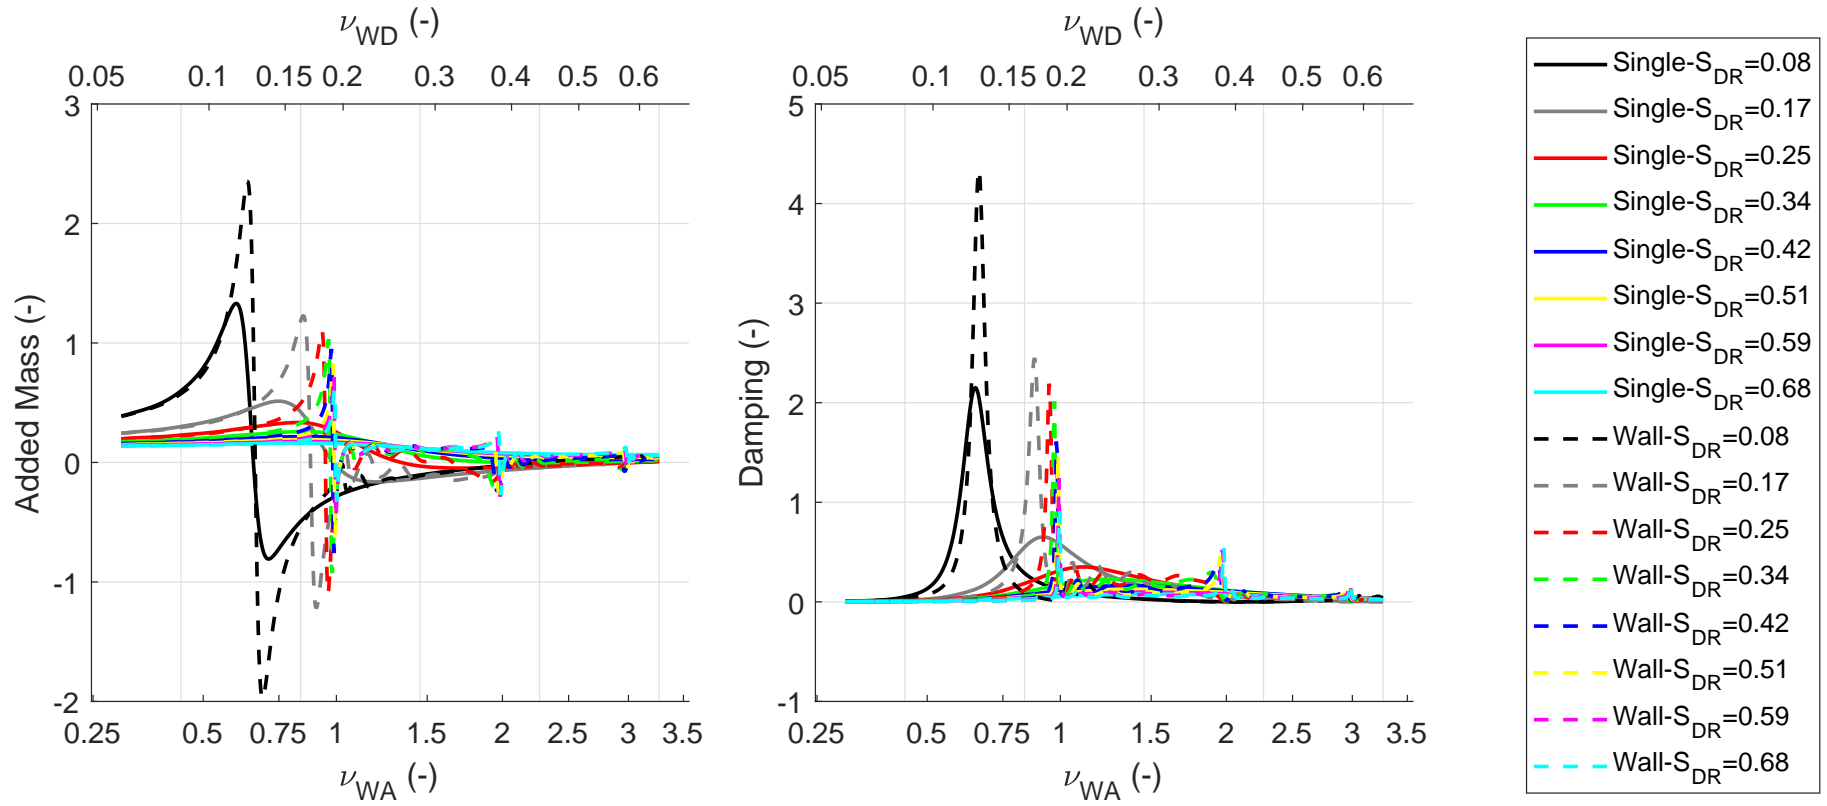 ν_WD (-)
0.05 0.1 0.15 0.2 0.3 0.4 0.5 0.6
3
2
1
0
-1
-2
Added Mass (-)
0.25 0.5 0.75 1 1.5 2 2.5 3 3.5
ν_WA (-)
ν_WD (-)
0.05 0.1 0.15 0.2 0.3 0.4 0.5 0.6
5
4
3
2
1
0
-1
Damping (-)
0.25 0.5 0.75 1 1.5 2 2.5 3 3.5
ν_WA (-)
Single-S_DR=0.08
Single-S_DR=0.17
Single-S_DR=0.25
Single-S_DR=0.34
Single-S_DR=0.42
Single-S_DR=0.51
Single-S_DR=0.59
Single-S_DR=0.68
Wall-S_DR=0.08
Wall-S_DR=0.17
Wall-S_DR=0.25
Wall-S_DR=0.34
Wall-S_DR=0.42
Wall-S_DR=0.51
Wall-S_DR=0.59
Wall-S_DR=0.68